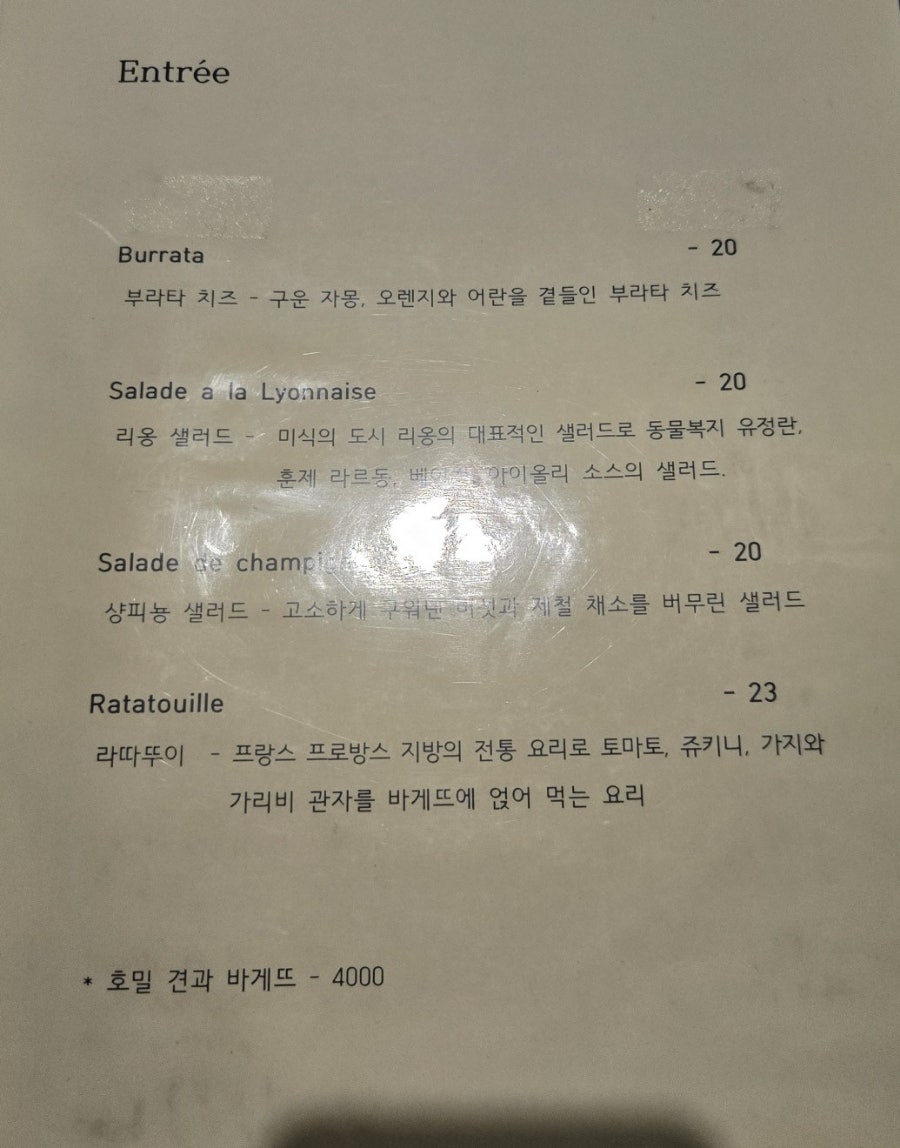 Entrée
Burrata - 20
부라타 치즈 - 구운 자몽, 오렌지와 어란을 곁들인 부라타 치즈
Salade a la Lyonnaise - 20
리옹 샐러드 - 미식의 도시 리옹의 대표적인 샐러드로 동물복지 유정란,
훈제 라르동, 아이올리 소스의 샐러드.
Salade de - 20
샹피뇽 샐러드 - 고소하게 구워낸 버섯과 제철 채소를 버무린 샐러드
Ratatouille - 23
라따뚜이 - 프랑스 프로방스 지방의 전통 요리로 토마토, 쥬키니, 가지와
가리비 관자를 바게뜨에 얹어 먹는 요리
* 호밀 견과 바게뜨 - 4000